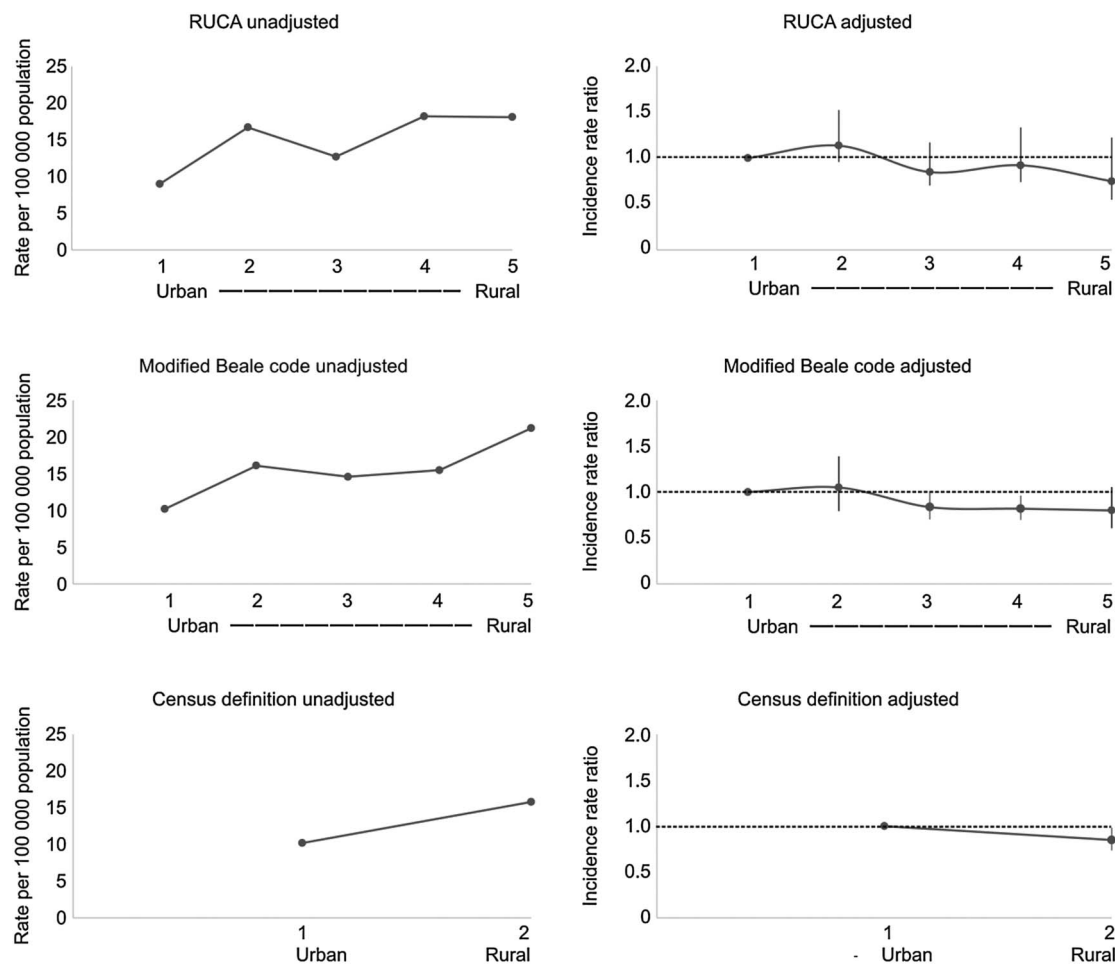 RUCA unadjusted
Rate per 100 000 population
25
20
15
10
5
0
1 2 3 4 5
Urban Rural
RUCA adjusted
Incidence rate ratio
2.0
1.5
1.0
0.5
0
1 2 3 4 5
Urban Rural
Modified Beale code unadjusted
Rate per 100 000 population
25
20
15
10
5
0
1 2 3 4 5
Urban Rural
Modified Beale code adjusted
Incidence rate ratio
2.0
1.5
1.0
0.5
0
1 2 3 4 5
Urban Rural
Census definition unadjusted
Rate per 100 000 population
25
20
15
10
5
0
1 2
Urban Rural
Census definition adjusted
Incidence rate ratio
2.0
1.5
1.0
0.5
0
1 2
- Urban Rural